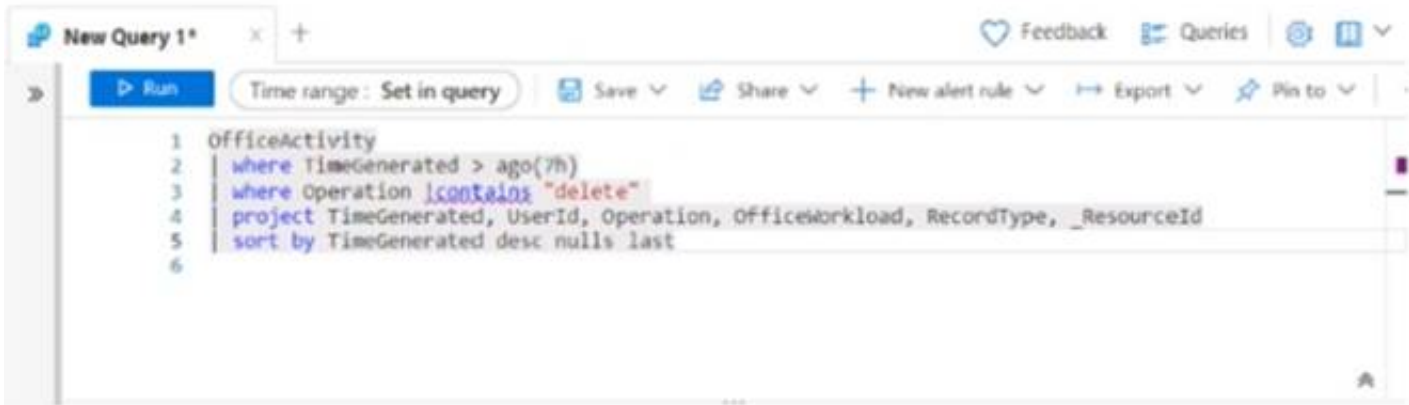 New Query 1*
Feedback Queries
Run Time range : Set in query Save Share New alert rule Export Pin to
1 OfficeActivity
2 | where TimeGenerated > ago(7h)
3 | where Operation !contains "delete"
4 | project TimeGenerated, UserId, Operation, OfficeWorkload, RecordType, _ResourceId
5 | sort by TimeGenerated desc nulls last
6